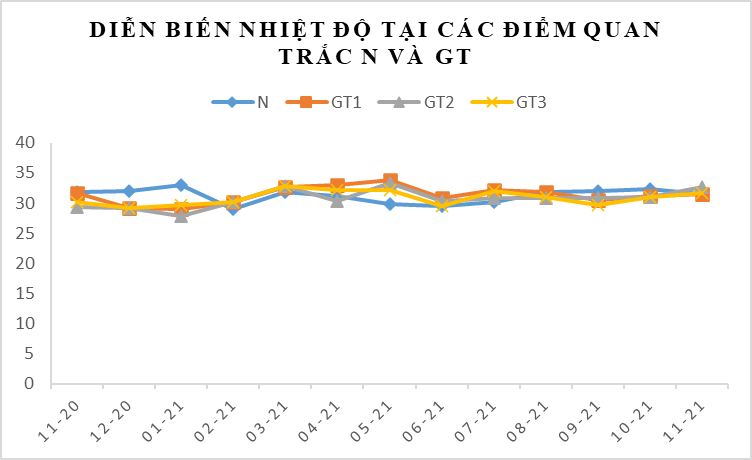 DIỄN BIẾN NHIỆT ĐỘ TẠI CÁC ĐIỂM QUAN
TRẮC N VÀ GT
N GT1 GT2 GT3
40
35
30
25
20
15
10
5
0
11-20 12-20 01-21 02-21 03-21 04-21 05-21 06-21 07-21 08-21 09-21 10-21 11-21